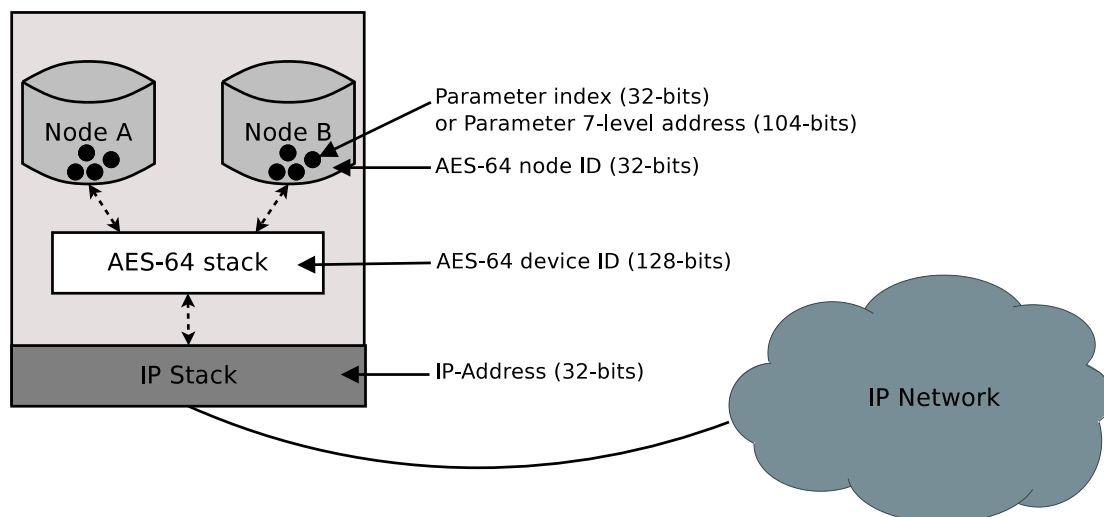 Node A
Node B
Parameter index (32-bits)
or Parameter 7-level address (104-bits)
AES-64 node ID (32-bits)
AES-64 stack
AES-64 device ID (128-bits)
IP Stack
IP-Address (32-bits)
IP Network